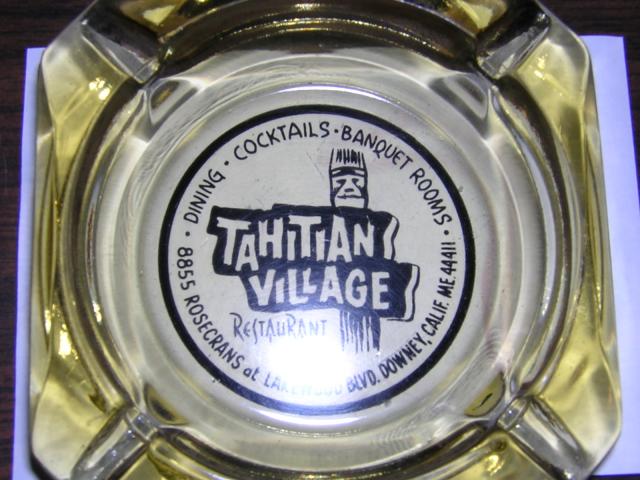 · DINING · COCKTAILS · BANQUET ROOMS ·
TAHITIAN
VILLAGE
RESTAURANT
8855 ROSECRANS at LAKEWOOD BLVD. DOWNEY, CALIF. ME. 44411